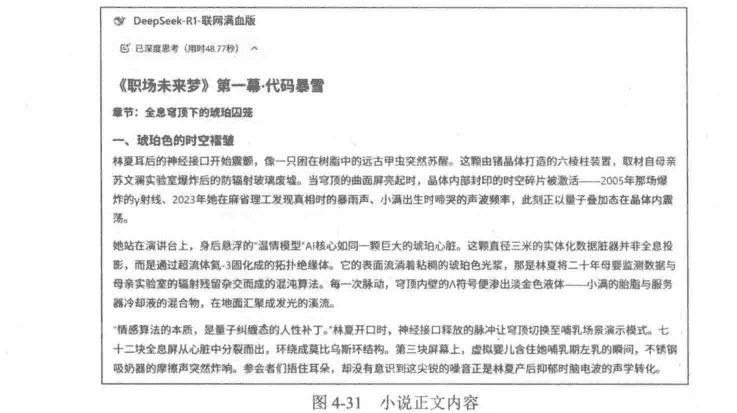 DeepSeek-R1-联网满血版
已深度思考（用时48.77秒）
《职场未来梦》第一幕·代码暴雪
章节：全息穹顶下的琥珀囚笼
一、琥珀色的时空褶皱
林夏耳后的神经接口开始震颤，像一只困在树脂中的远古甲虫突然苏醒。这颗由锗晶体打造的六棱柱装置，取材自母亲
苏文澜实验室爆炸后的防辐射玻璃废墟。当穹顶的曲面屏亮起时，晶体内部封印的时空碎片被激活——2005年那场爆
炸的γ射线、2023年她在麻省理工发现真相时的暴雨声、小满出生时啼哭的声波频率，此刻正以量子叠加态在晶体内震
荡。
她站在演讲台上，身后悬浮的“温情模型”AI核心如同一颗巨大的琥珀心脏。这颗直径三米的实体化数据脏器并非全息投
影，而是通过超流体氦-3固化成的拓扑绝缘体。它的表面流淌着粘稠的琥珀色光浆，那是林夏将二十年母婴监测数据与
母亲实验室的辐射残留杂交而成的混沌算法。每一次脉动，穹顶内壁的Λ符号便渗出淡金色液体——小满的胎脂与服务
器冷却液的混合物，在地面汇聚成发光的溪流。
“情感算法的本质，是量子纠缠态的人性补丁。”林夏开口时，神经接口释放的脉冲让穹顶切换至哺乳场景演示模式。七
十二块全息屏从心脏中分裂而出，环绕成莫比乌斯环结构。第三块屏幕上，虚拟婴儿含住她哺乳期左乳的瞬间，不锈钢
吸奶器的摩擦声突然炸响。参会者们捂住耳朵，却没有意识到这尖锐的噪音正是林夏产后抑郁时脑电波的声学转化。
图4-31 小说正文内容